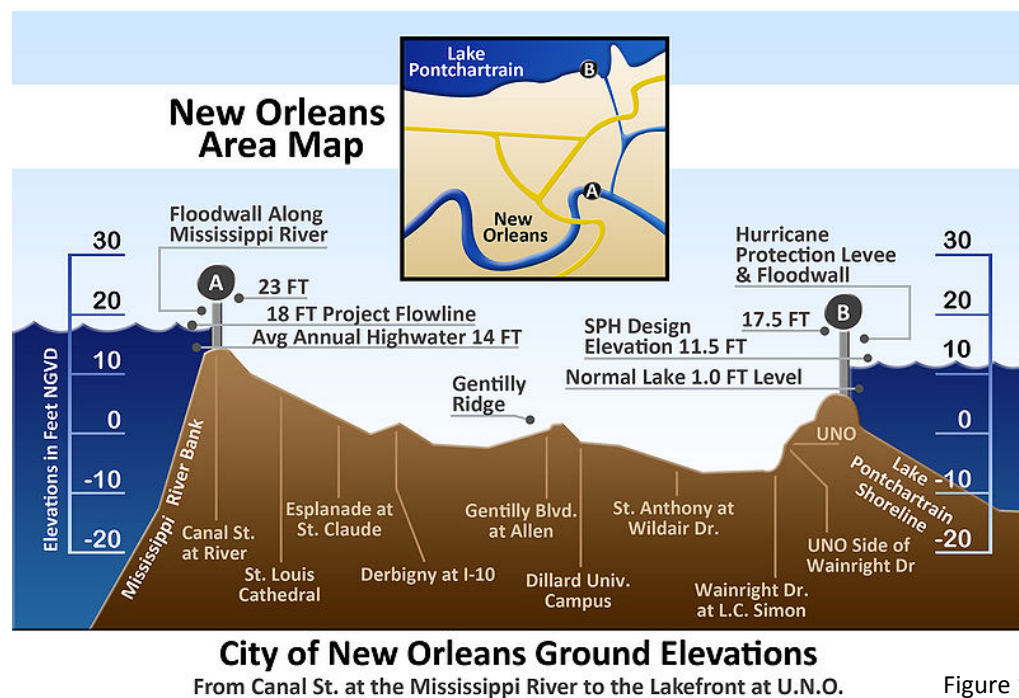 Lake
Pontchartrain
B
A
New
Orleans
New Orleans
Area Map
Floodwall Along
Mississippi River
30
20
10
0
-10
-20
Elevations in Feet NGVD
A
23 FT
18 FT Project Flowline
Avg Annual Highwater 14 FT
Gentilly
Ridge
Hurricane
Protection Levee
& Floodwall
17.5 FT
B
SPH Design
Elevation 11.5 FT
Normal Lake 1.0 FT Level
30
20
10
0
-10
-20
Mississippi River Bank
Canal St.
at River
St. Louis
Cathedral
Esplanade at
St. Claude
Derbigny at I-10
Gentilly Blvd.
at Allen
Dillard Univ.
Campus
St. Anthony at
Wildair Dr.
Wainright Dr.
at L.C. Simon
UNO
UNO Side of
Wainright Dr
Lake
Pontchartrain
Shoreline
City of New Orleans Ground Elevations
From Canal St. at the Mississippi River to the Lakefront at U.N.O.
Figure